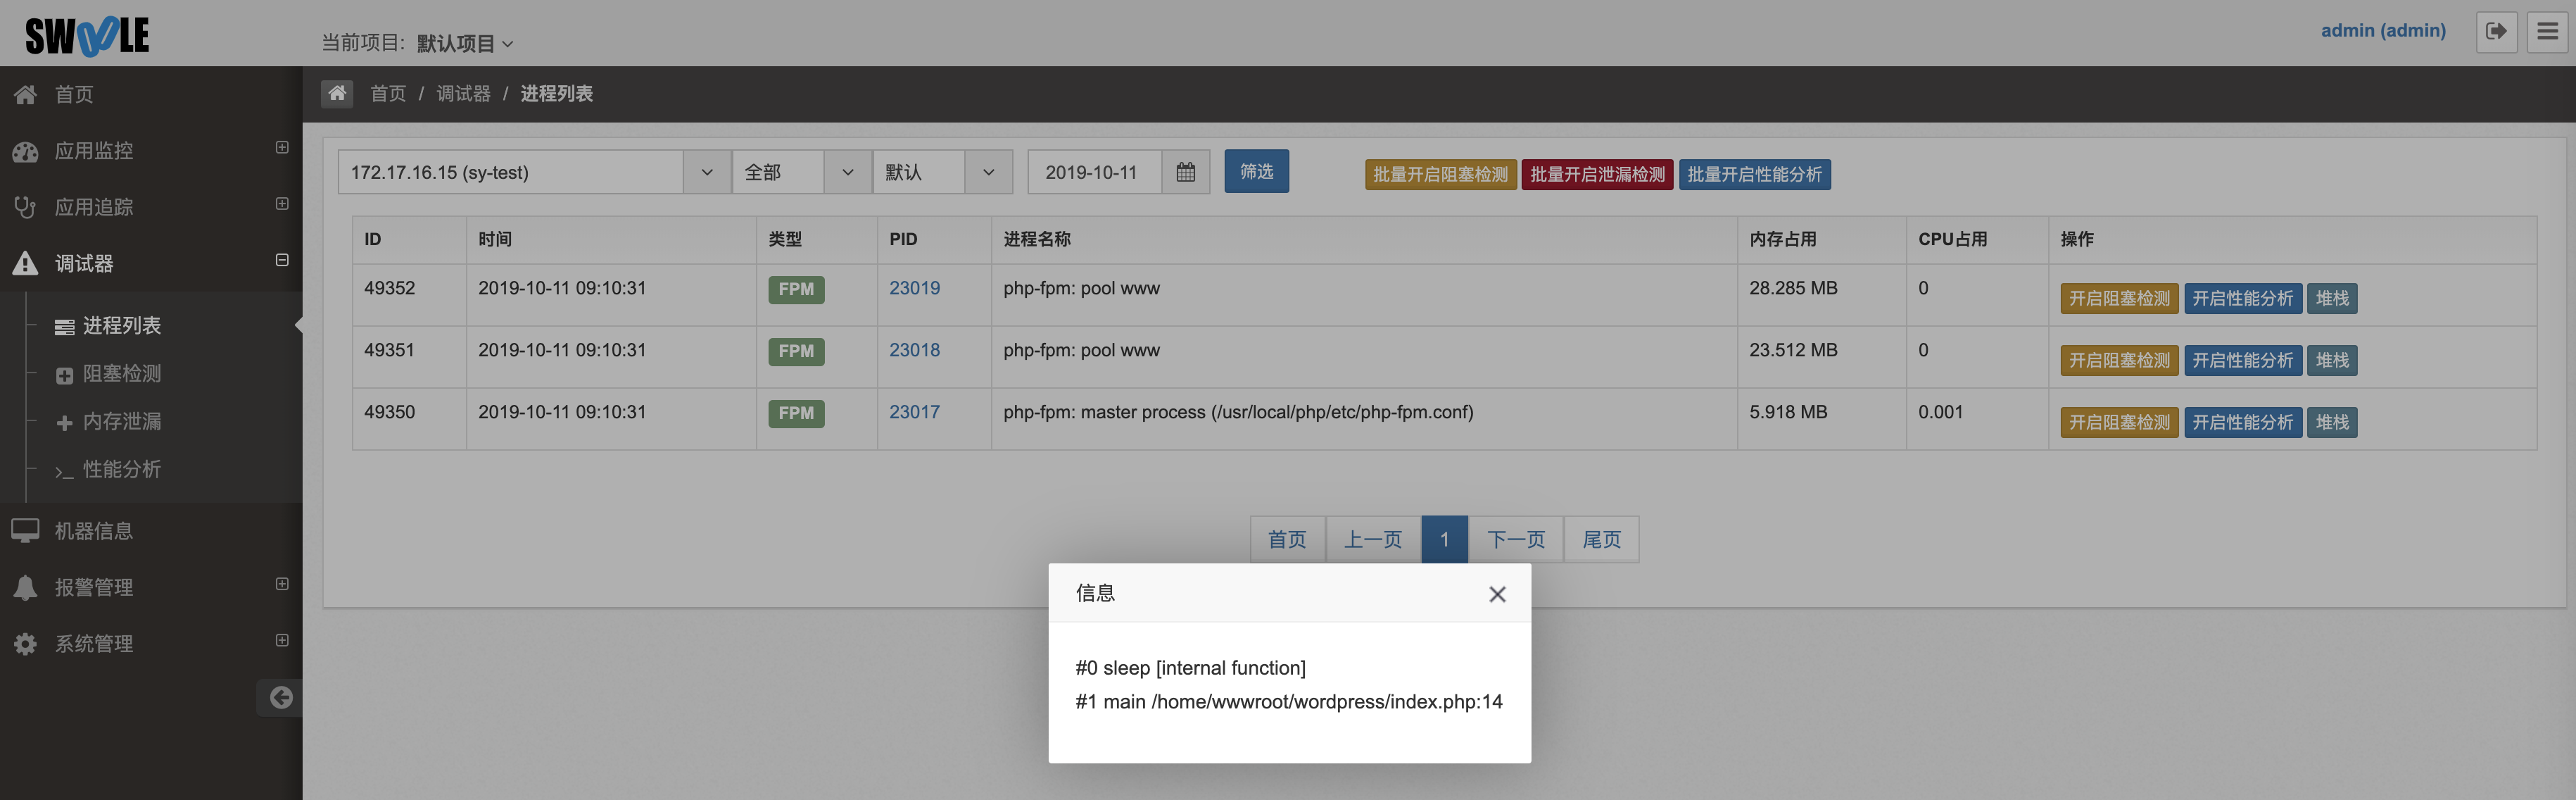 SWOOLE
当前项目: 默认项目
admin (admin)
首页
应用监控
应用追踪
调试器
进程列表
阻塞检测
内存泄漏
性能分析
机器信息
报警管理
系统管理
首页 / 调试器 / 进程列表
172.17.16.15 (sy-test) 全部 默认 2019-10-11 筛选 批量开启阻塞检测 批量开启泄漏检测 批量开启性能分析
ID 时间 类型 PID 进程名称 内存占用 CPU占用 操作
49352 2019-10-11 09:10:31 FPM 23019 php-fpm: pool www 28.285 MB 0 开启阻塞检测 开启性能分析 堆栈
49351 2019-10-11 09:10:31 FPM 23018 php-fpm: pool www 23.512 MB 0 开启阻塞检测 开启性能分析 堆栈
49350 2019-10-11 09:10:31 FPM 23017 php-fpm: master process (/usr/local/php/etc/php-fpm.conf) 5.918 MB 0.001 开启阻塞检测 开启性能分析 堆栈
首页 上一页 1 下一页 尾页
信息
#0 sleep [internal function]
#1 main /home/wwwroot/wordpress/index.php:14